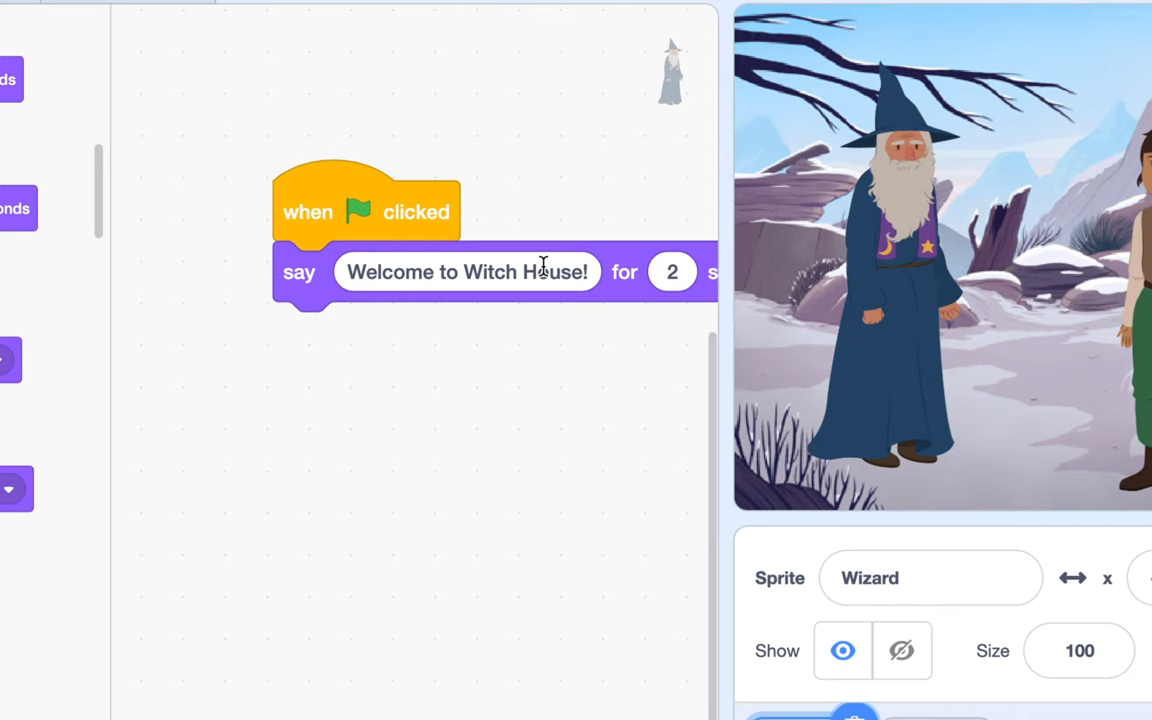 ds
onds
when clicked
say Welcome to Witch House! for 2 s
Sprite Wizard x
Show Size 100